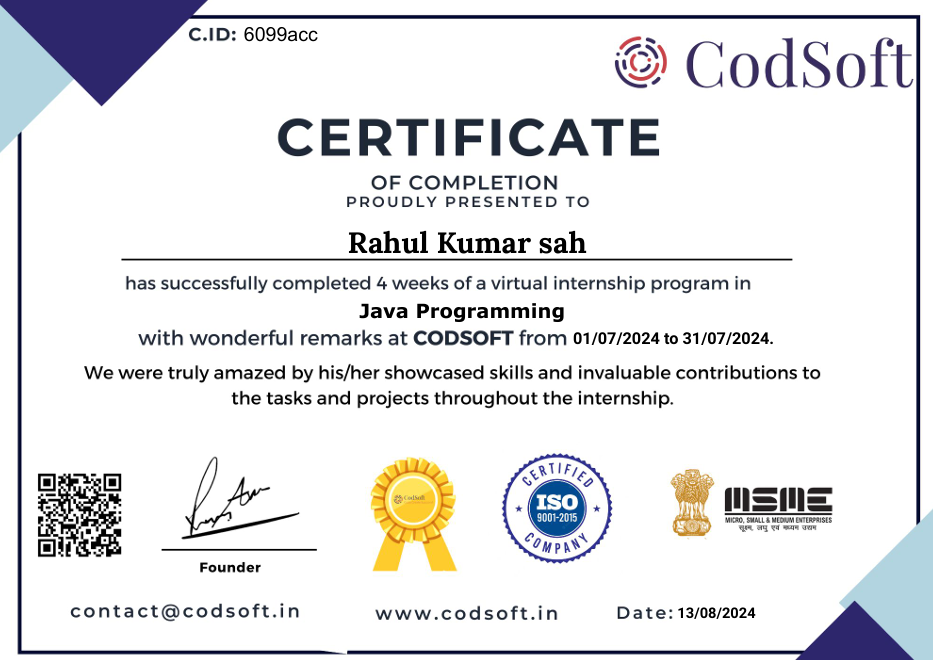 C.ID: 6099acc
CodSoft
CERTIFICATE
OF COMPLETION
PROUDLY PRESENTED TO
Rahul Kumar sah
has successfully completed 4 weeks of a virtual internship program in
Java Programming
with wonderful remarks at CODSOFT from 01/07/2024 to 31/07/2024.
We were truly amazed by his/her showcased skills and invaluable contributions to
the tasks and projects throughout the internship.
Founder
CodSoft
CERTIFIED
ISO
9001-2015
COMPANY
MSME
MICRO, SMALL & MEDIUM ENTERPRISES
सूक्ष्म, लघु एवं मध्यम उद्यम
contact@codsoft.in
www.codsoft.in
Date: 13/08/2024